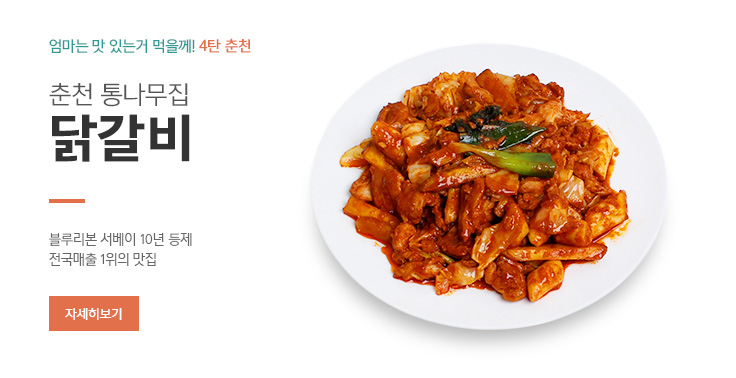 엄마는 맛 있는거 먹을께! 4탄 춘천
춘천 통나무집
닭갈비
블루리본 서베이 10년 등제
전국매출 1위의 맛집
자세히보기